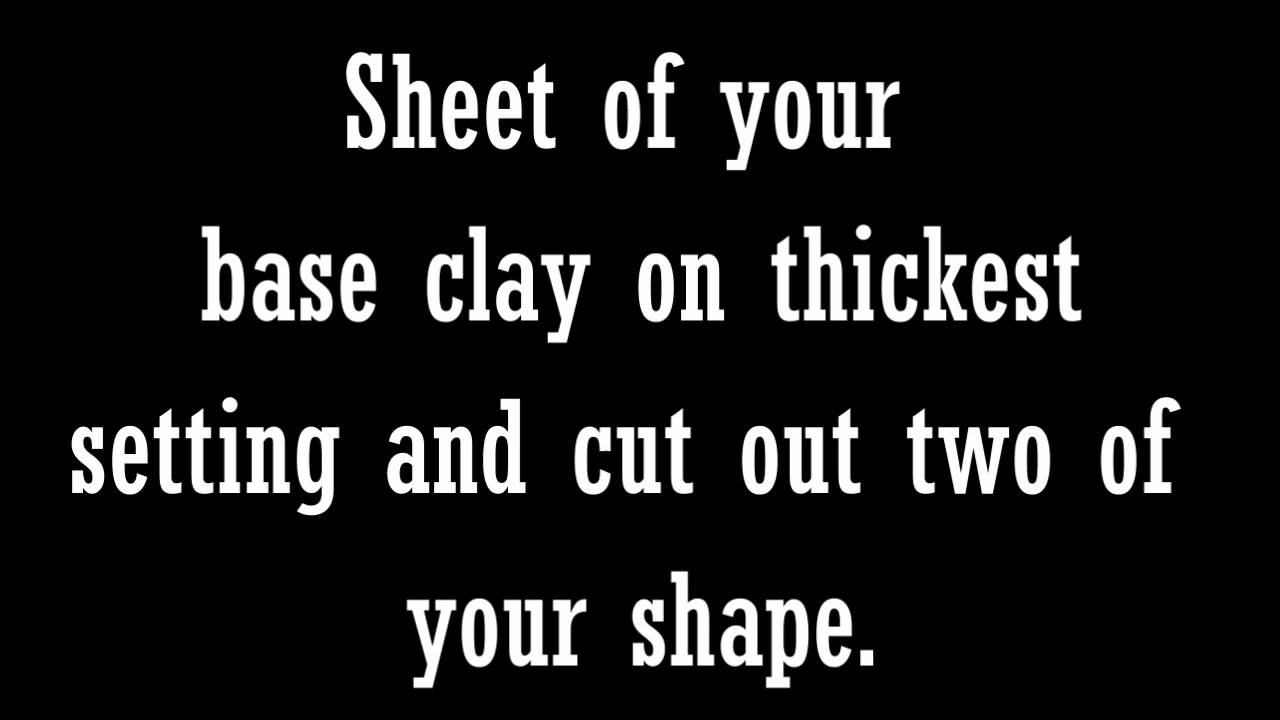 Sheet of your
base clay on thickest
setting and cut out two of
your shape.